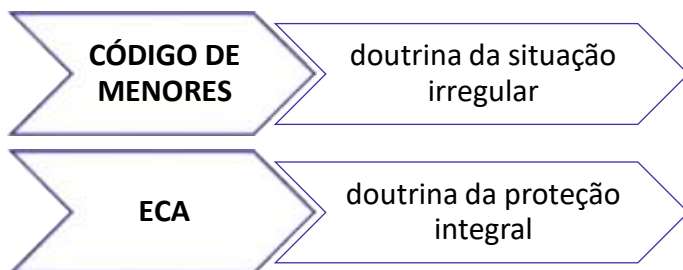 CÓDIGO DE
MENORES
doutrina da situação
irregular
ECA
doutrina da proteção
integral